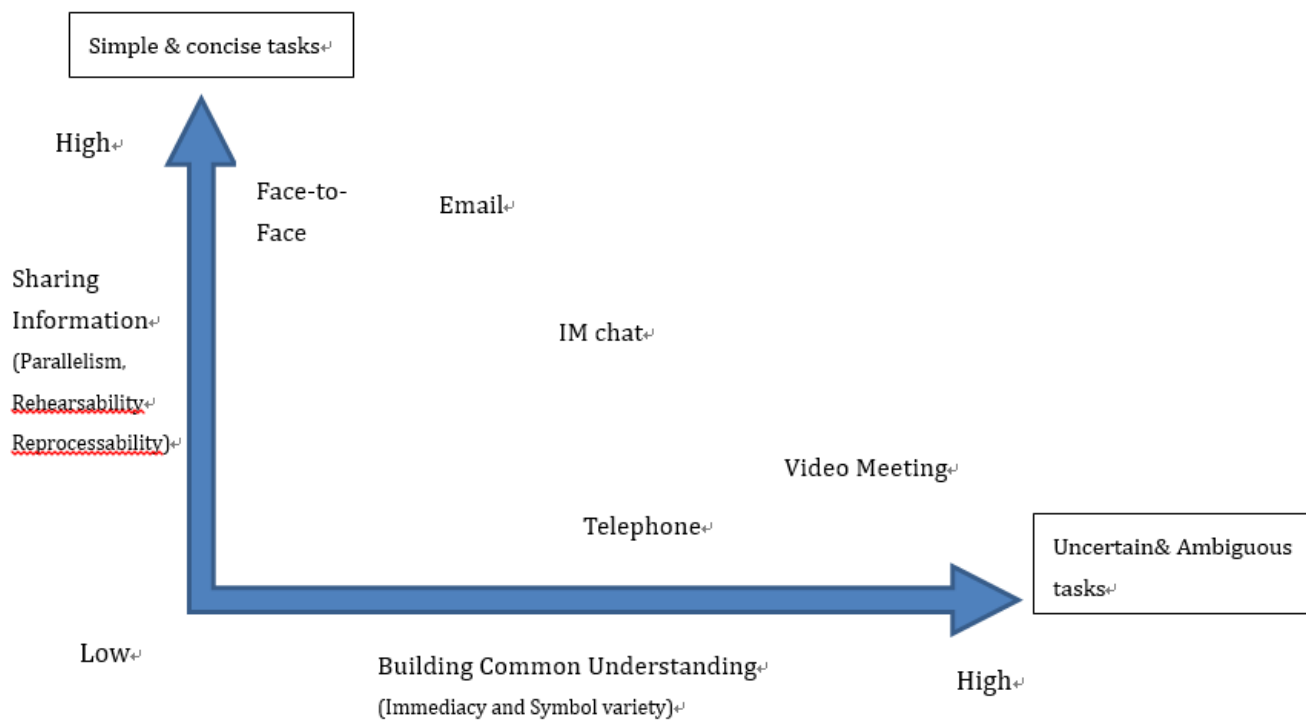 Simple & concise tasks
High
Face-to-
Face
Email
Sharing
Information
(Parallelism,
Rehearsability
Reprocessability)
IM chat
Video Meeting
Telephone
Uncertain& Ambiguous
tasks
Low
Building Common Understanding
(Immediacy and Symbol variety)
High